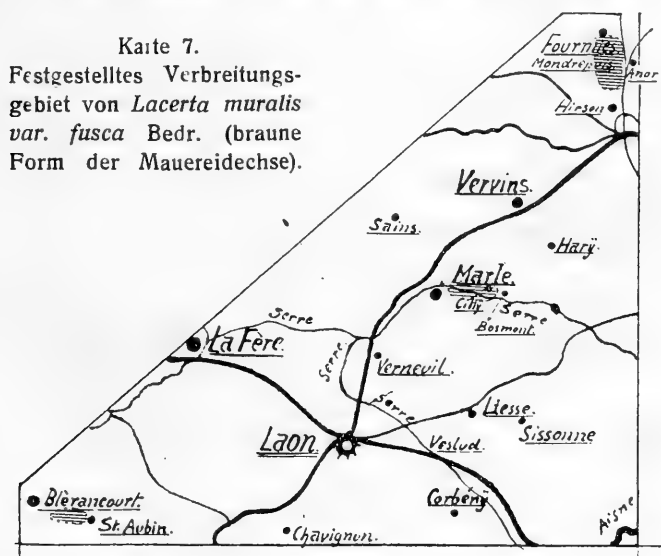 Karte 7.
Festgestelltes Verbreitungs-
gebiet von Lacerta muralis
var. fusca Bedr. (braune
Form der Mauereidechse).
Fourmies
Mondrepuis
Anor
Hirson
Vervins.
Sains.
Harÿ.
Marle.
Cilly
Serre
Bosmont.
Serre
La Fère.
Serre
Verneuil.
Serre
Liesse.
Sissonne
Laon.
Veslud.
Corbenÿ
Blèrancourt.
St. Aubin.
Chavignon.
Aisne